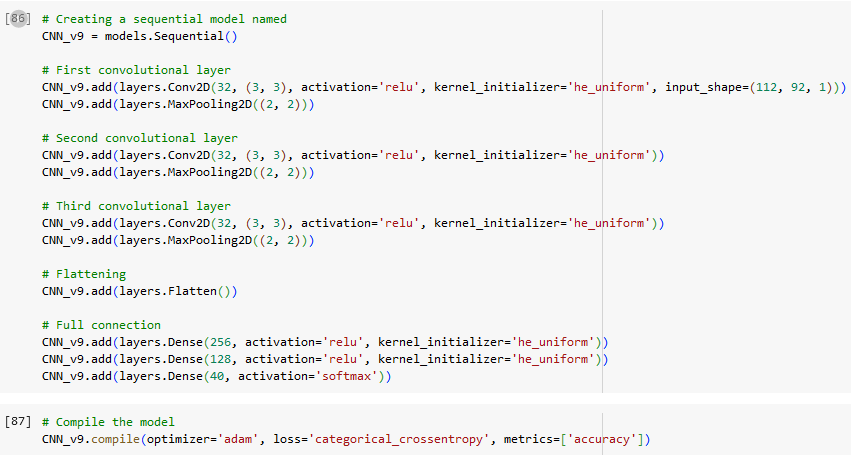 [86] # Creating a sequential model named
CNN_v9 = models.Sequential()
# First convolutional layer
CNN_v9.add(layers.Conv2D(32, (3, 3), activation='relu', kernel_initializer='he_uniform', input_shape=(112, 92, 1)))
CNN_v9.add(layers.MaxPooling2D((2, 2)))
# Second convolutional layer
CNN_v9.add(layers.Conv2D(32, (3, 3), activation='relu', kernel_initializer='he_uniform'))
CNN_v9.add(layers.MaxPooling2D((2, 2)))
# Third convolutional layer
CNN_v9.add(layers.Conv2D(32, (3, 3), activation='relu', kernel_initializer='he_uniform'))
CNN_v9.add(layers.MaxPooling2D((2, 2)))
# Flattening
CNN_v9.add(layers.Flatten())
# Full connection
CNN_v9.add(layers.Dense(256, activation='relu', kernel_initializer='he_uniform'))
CNN_v9.add(layers.Dense(128, activation='relu', kernel_initializer='he_uniform'))
CNN_v9.add(layers.Dense(40, activation='softmax'))
[87] # Compile the model
CNN_v9.compile(optimizer='adam', loss='categorical_crossentropy', metrics=['accuracy'])